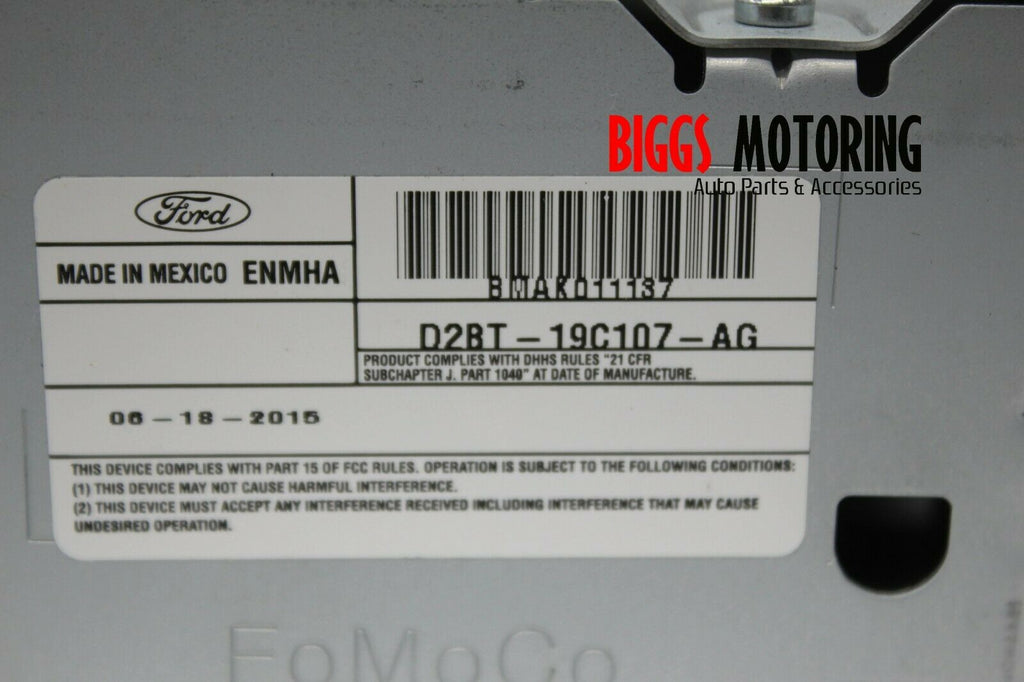 BIGGS MOTORING
Auto Parts & Accessories
Ford
MADE IN MEXICO ENMHA
BMAK011137
D2BT-19C107-AG
PRODUCT COMPLIES WITH DHHS RULES "21 CFR
SUBCHAPTER J. PART 1040" AT DATE OF MANUFACTURE.
06-18-2015
THIS DEVICE COMPLIES WITH PART 15 OF FCC RULES. OPERATION IS SUBJECT TO THE FOLLOWING CONDITIONS:
(1) THIS DEVICE MAY NOT CAUSE HARMFUL INTERFERENCE.
(2) THIS DEVICE MUST ACCEPT ANY INTERFERENCE RECEIVED INCLUDING INTERFERENCE THAT MAY CAUSE
UNDESIRED OPERATION.
FoMoCo